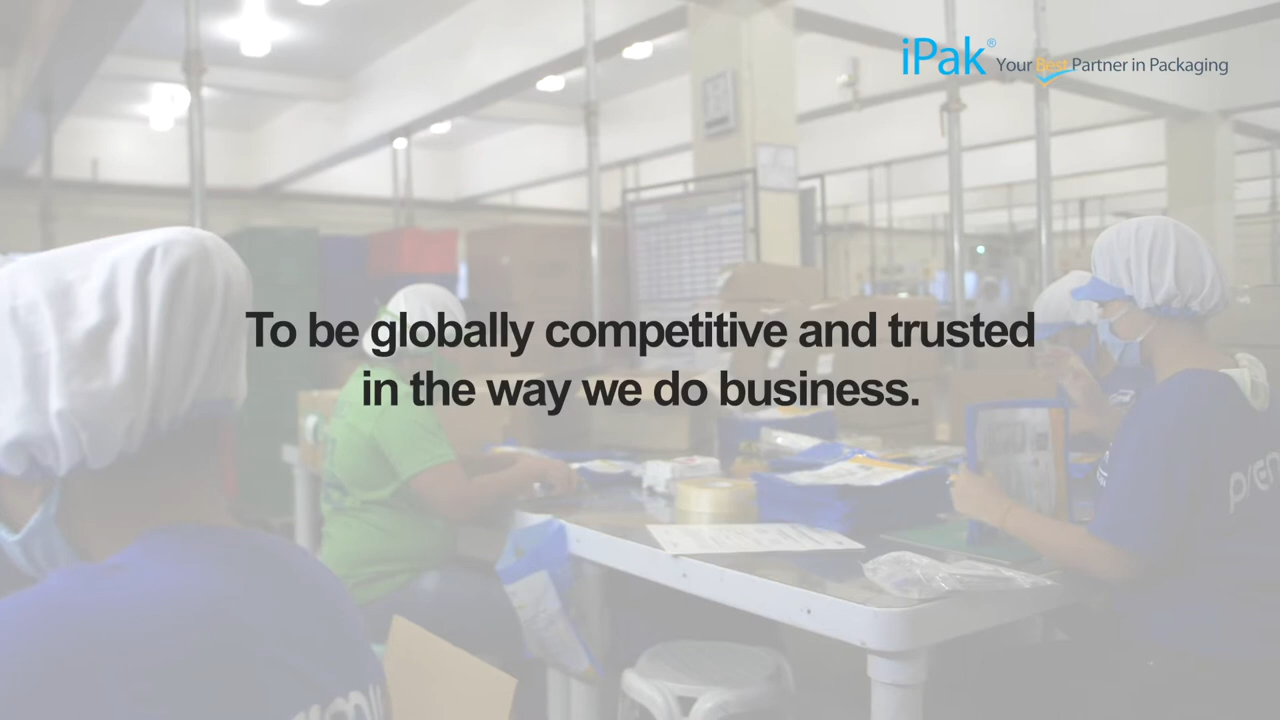 iPak® Your Best Partner in Packaging
To be globally competitive and trusted
in the way we do business.